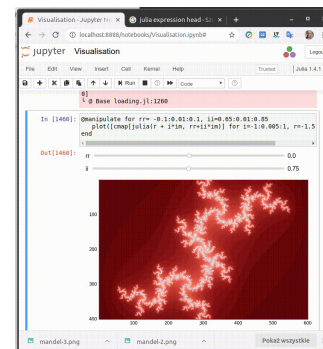 Visualisation - Jupyter N
julia expression head - Sz
localhost:8888/notebooks/Visualisation.ipynb#
jupyter Visualisation
Logout
File Edit View Insert Cell Kernel Help
Trusted
Julia 1.4.1
Run
Code
0]
└ @ Base loading.jl:1260
In [1460]: @manipulate for rr= -0.1:0.01:0.1, ii=0.65:0.01:0.85
plot([cmap[julia(r + i*im, rr+ii*im)] for i=-1:0.005:1, r=-1.5
end
Out[1460]:
rr 0.0
ii 0.75
100
200
300
400
100 200 300 400 500 600
mandel-3.png
mandel-2.png
Pokaż wszystkie